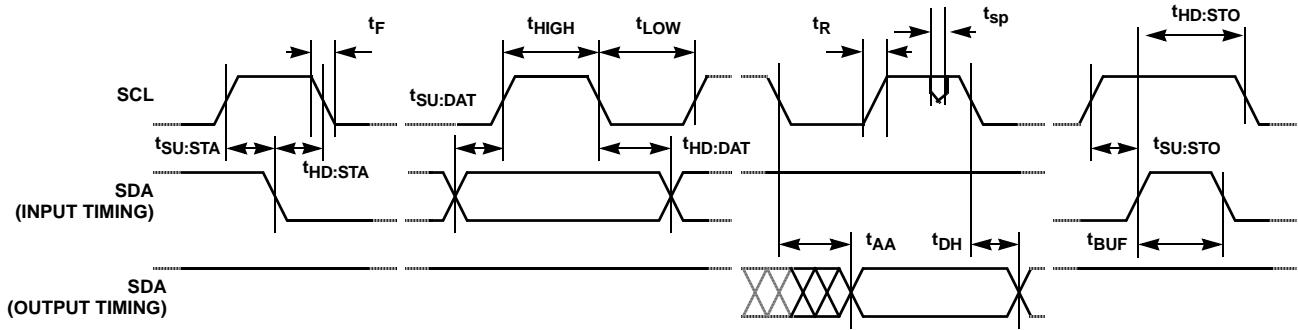 tF
tHIGH
tLOW
tR
tsp
tHD:STO
SCL
tSU:DAT
tSU:STA
tHD:STA
tHD:DAT
tSU:STO
SDA
(INPUT TIMING)
tAA
tDH
tBUF
SDA
(OUTPUT TIMING)